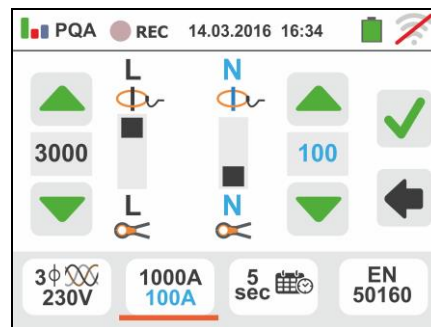 PQA REC 14.03.2016 16:34
L N
3000 100
L N
3ϕ 1000A 5 EN
230V 100A sec 50160